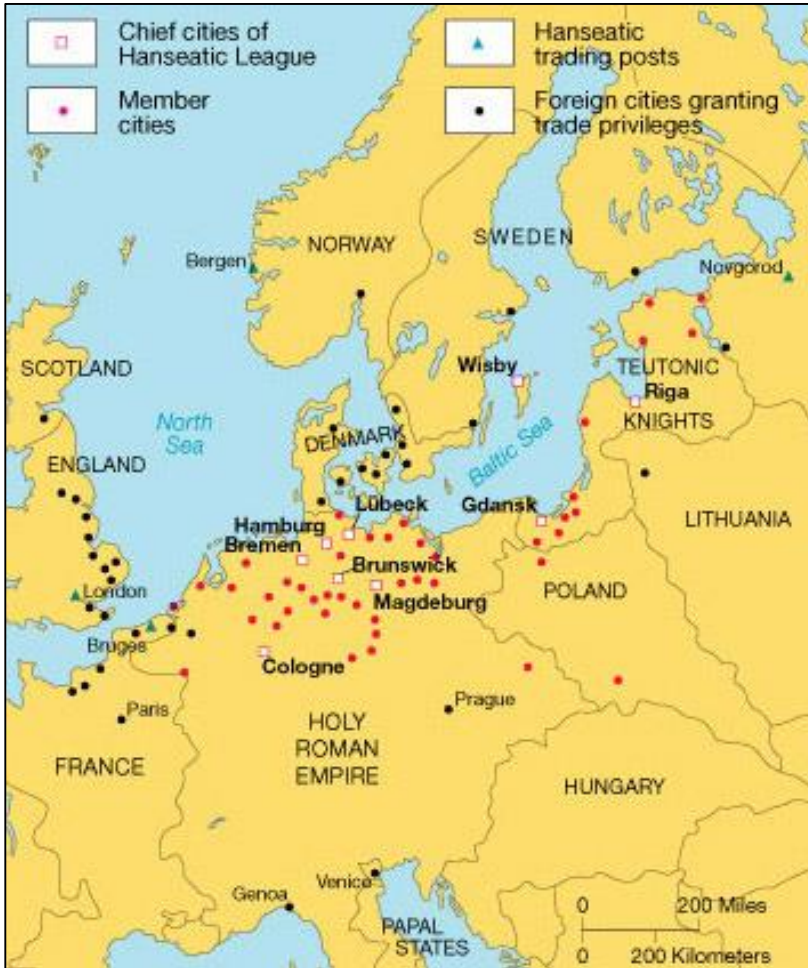 Chief cities of
Hanseatic League
Hanseatic
trading posts
Member
cities
Foreign cities granting
trade privileges
NORWAY
SWEDEN
Bergen
Novgorod
SCOTLAND
Wisby
TEUTONIC
Riga
KNIGHTS
North
Sea
DENMARK
Baltic Sea
ENGLAND
Lübeck
Gdansk
LITHUANIA
Hamburg
Bremen
Brunswick
London
POLAND
Magdeburg
Bruges
Cologne
Paris
Prague
HOLY
ROMAN
EMPIRE
FRANCE
HUNGARY
Venice
Genoa
PAPAL
STATES
0 200 Miles
0 200 Kilometers